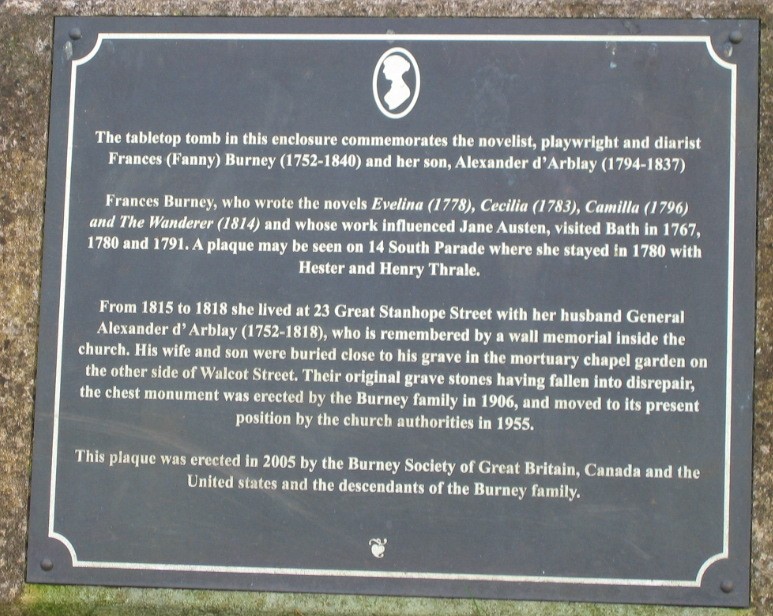 The tabletop tomb in this enclosure commemorates the novelist, playwright and diarist
Frances (Fanny) Burney (1752-1840) and her son, Alexander d'Arblay (1794-1837)
Frances Burney, who wrote the novels Evelina (1778), Cecilia (1783), Camilla (1796)
and The Wanderer (1814) and whose work influenced Jane Austen, visited Bath in 1767,
1780 and 1791. A plaque may be seen on 14 South Parade where she stayed in 1780 with
Hester and Henry Thrale.
From 1815 to 1818 she lived at 23 Great Stanhope Street with her husband General
Alexander d'Arblay (1752-1818), who is remembered by a wall memorial inside the
church. His wife and son were buried close to his grave in the mortuary chapel garden on
the other side of Walcot Street. Their original grave stones having fallen into disrepair,
the chest monument was erected by the Burney family in 1906, and moved to its present
position by the church authorities in 1955.
This plaque was erected in 2005 by the Burney Society of Great Britain, Canada and the
United states and the descendants of the Burney family.